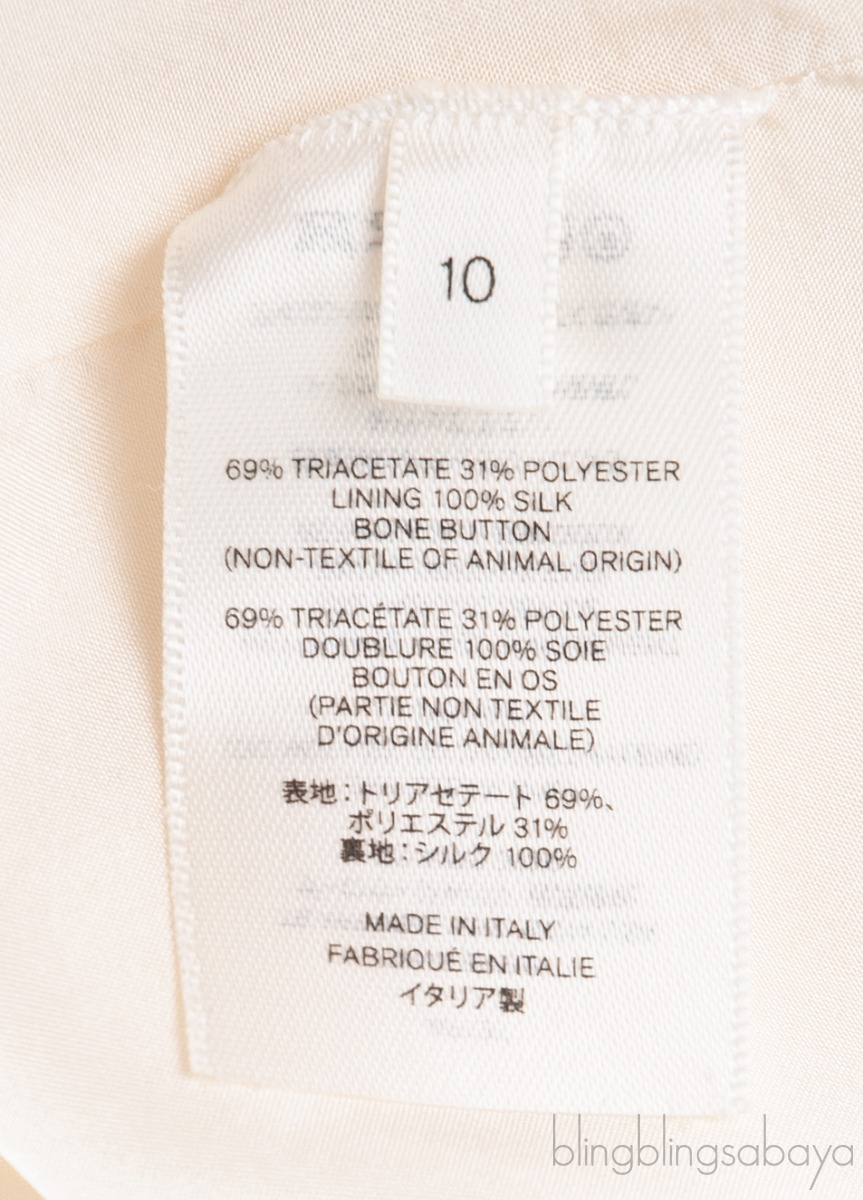 10
69% TRIACETATE 31% POLYESTER
LINING 100% SILK
BONE BUTTON
(NON-TEXTILE OF ANIMAL ORIGIN)
69% TRIACÉTATE 31% POLYESTER
DOUBLURE 100% SOIE
BOUTON EN OS
(PARTIE NON TEXTILE
D'ORIGINE ANIMALE)
表地：トリアセテート 69%、
ポリエステル 31%
裏地：シルク 100%
MADE IN ITALY
FABRIQUÉ EN ITALIE
イタリア製
blingblingsabaya